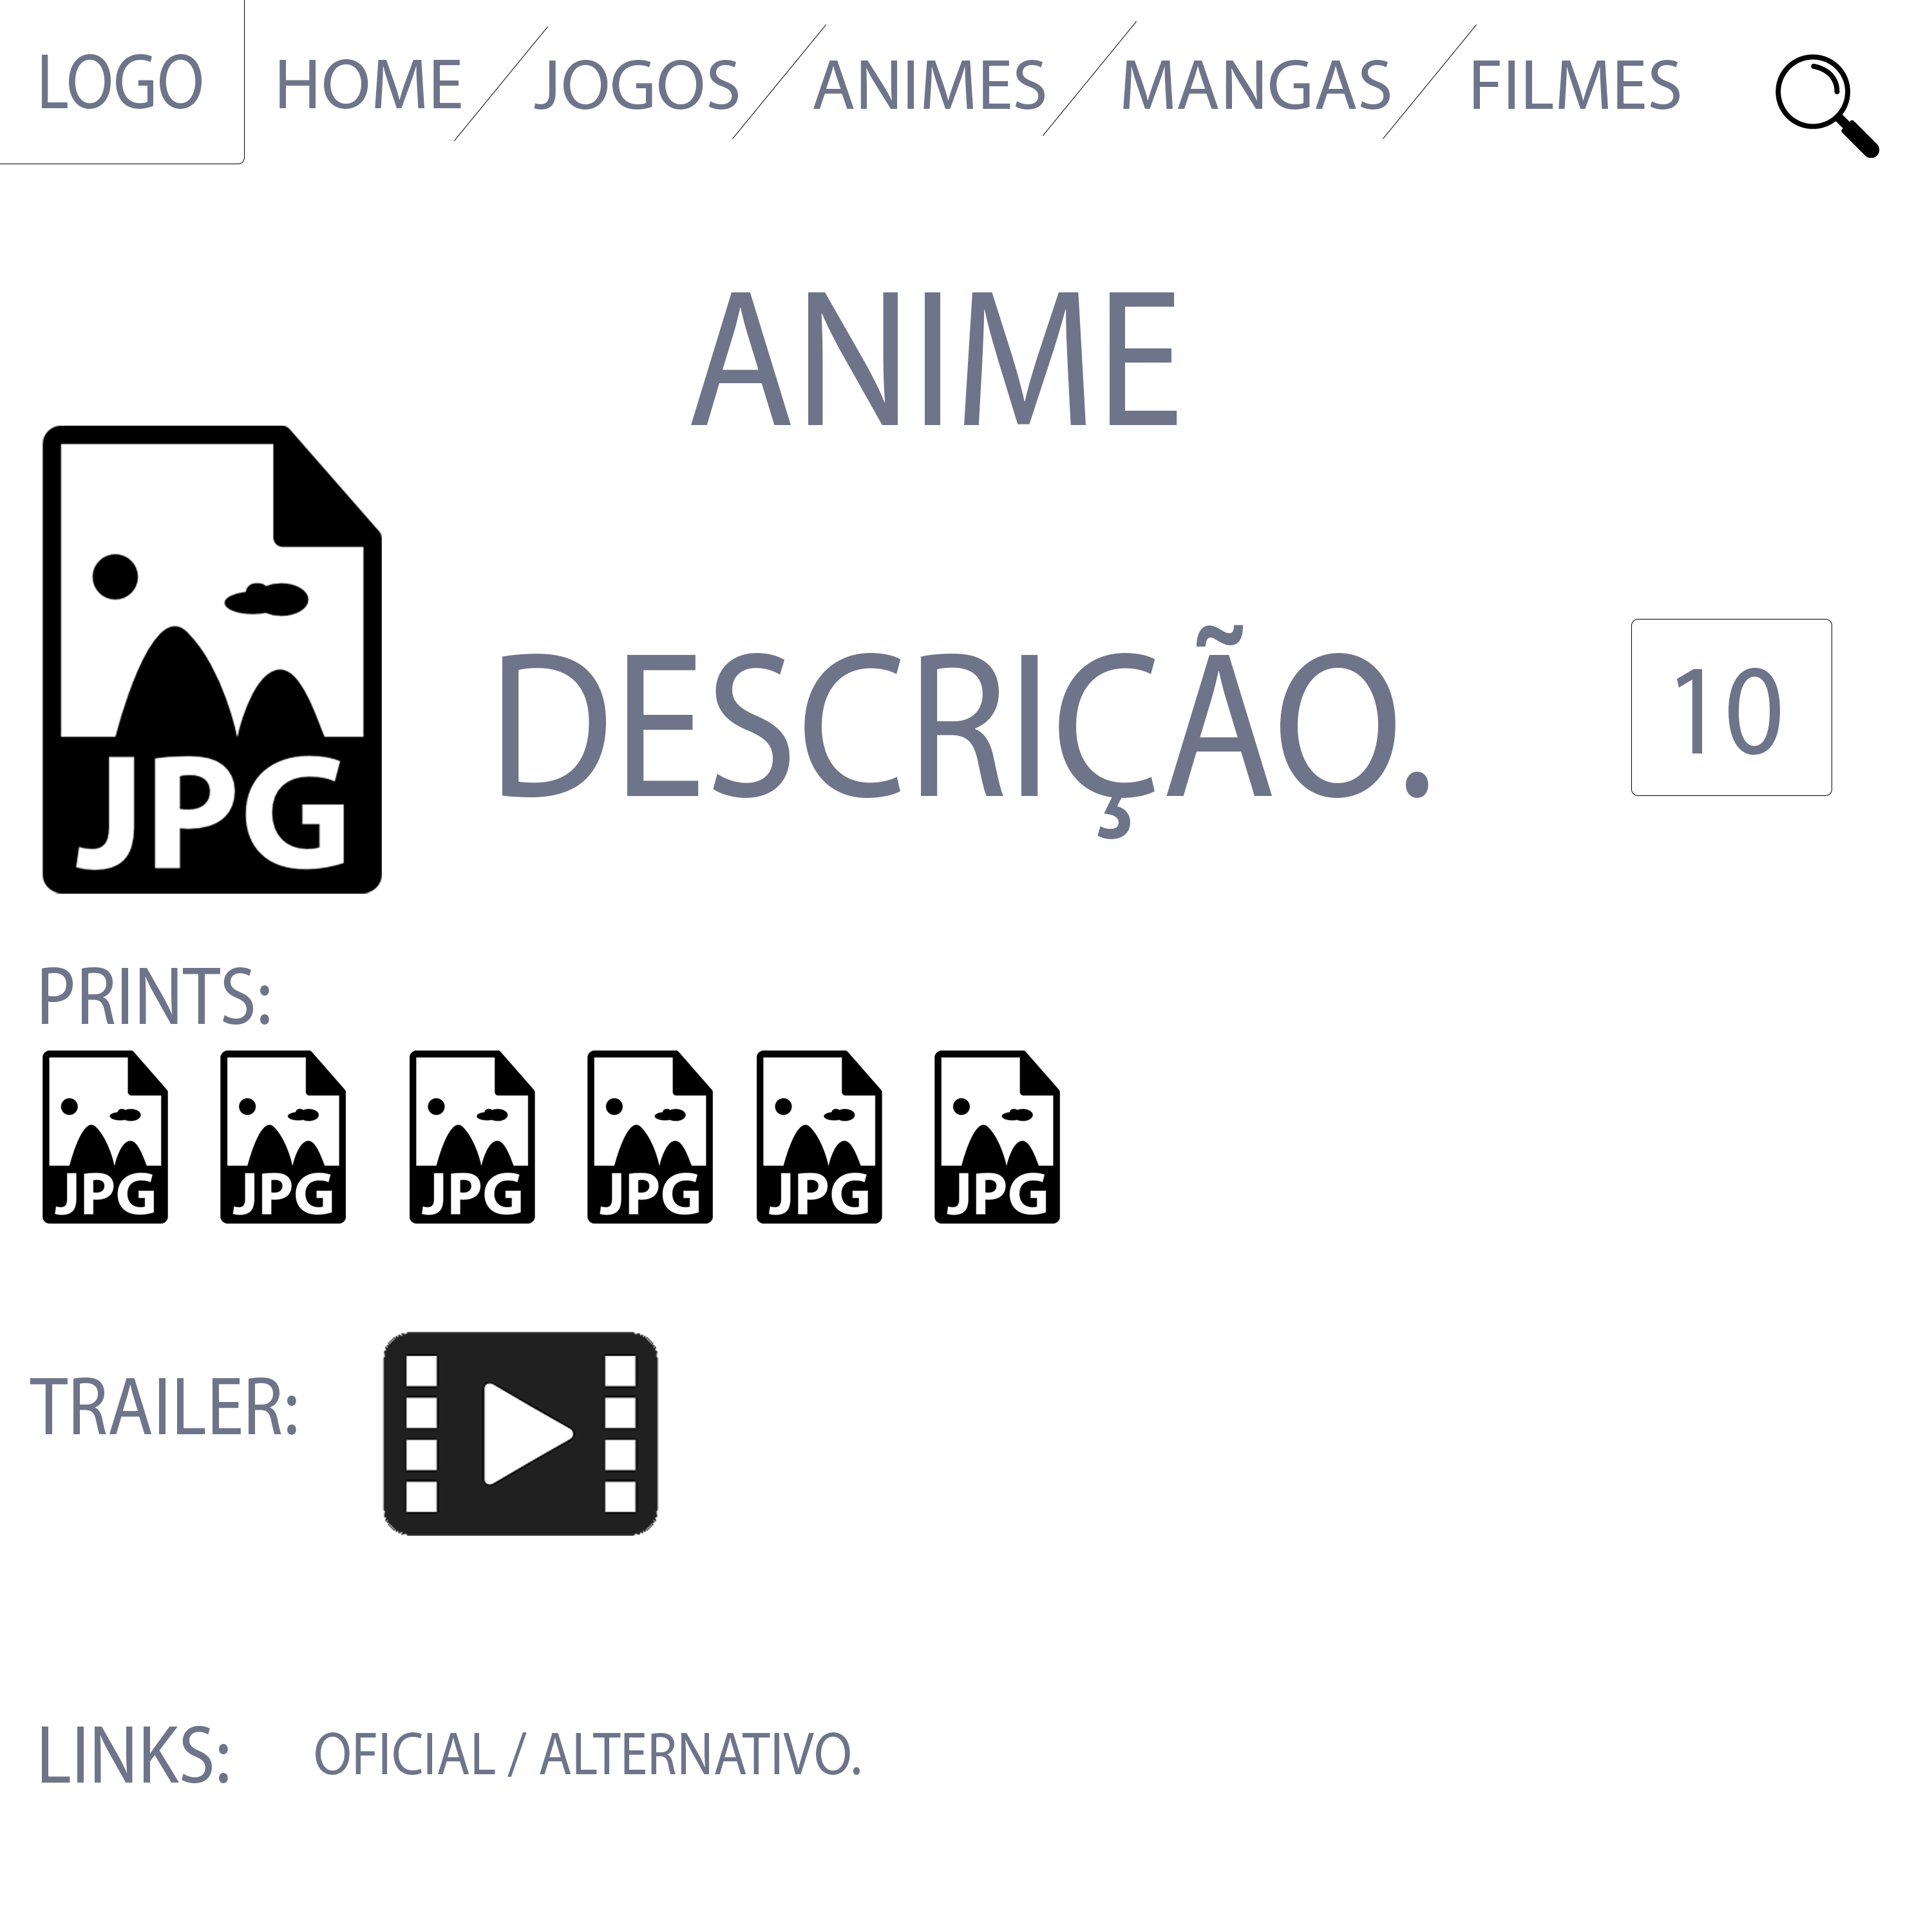 LOGO HOME / JOGOS / ANIMES / MANGAS / FILMES
ANIME
JPG
DESCRIÇÃO.
10
PRINTS:
JPG JPG JPG JPG JPG JPG
TRAILER:
LINKS: OFICIAL / ALTERNATIVO.